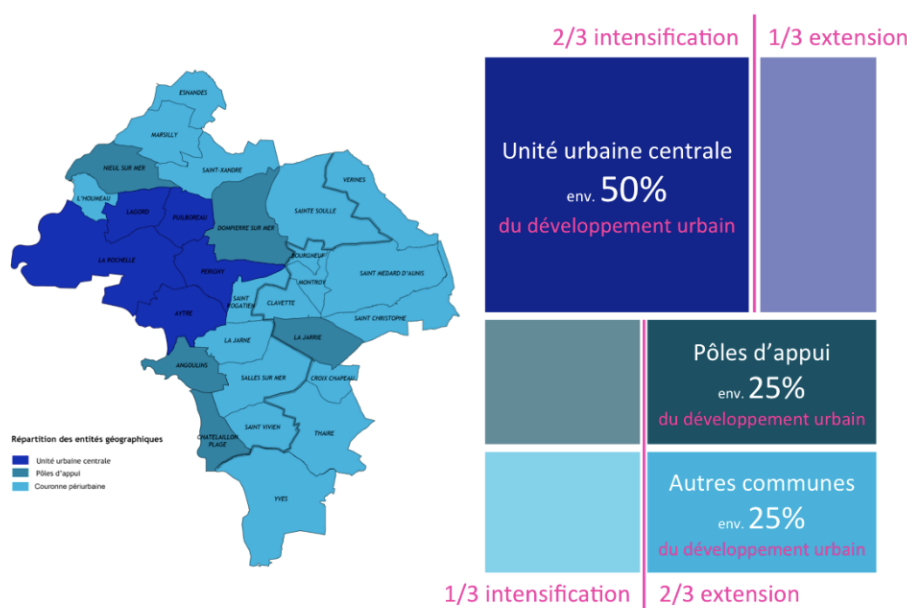 2/3 intensification
1/3 extension
Unité urbaine centrale
env. 50%
du développement urbain
Pôles d'appui
env. 25%
du développement urbain
Autres communes
env. 25%
du développement urbain
1/3 intensification
2/3 extension
ESNANDES
MARSILLY
NIEUL SUR MER
SAINT-XANDRE
L'HOUMEAU
LAGORD
PUILBOREAU
DOMPIERRE SUR MER
SAINTE SOULLE
VERINES
LA ROCHELLE
PERIGNY
BOURGNEUF
SAINT MEDARD D'AUNIS
MONTROY
SAINT
ROGATIEN
CLAVETTE
AYTRE
SAINT CHRISTOPHE
LA JARNE
LA JARRIE
ANGOULINS
SALLES SUR MER
CROIX CHAPEAU
SAINT VIVIEN
THAIRE
CHATELAILLON
PLAGE
YVES
Répartition des entités géographiques
Unité urbaine centrale
Pôles d'appui
Couronne périurbaine